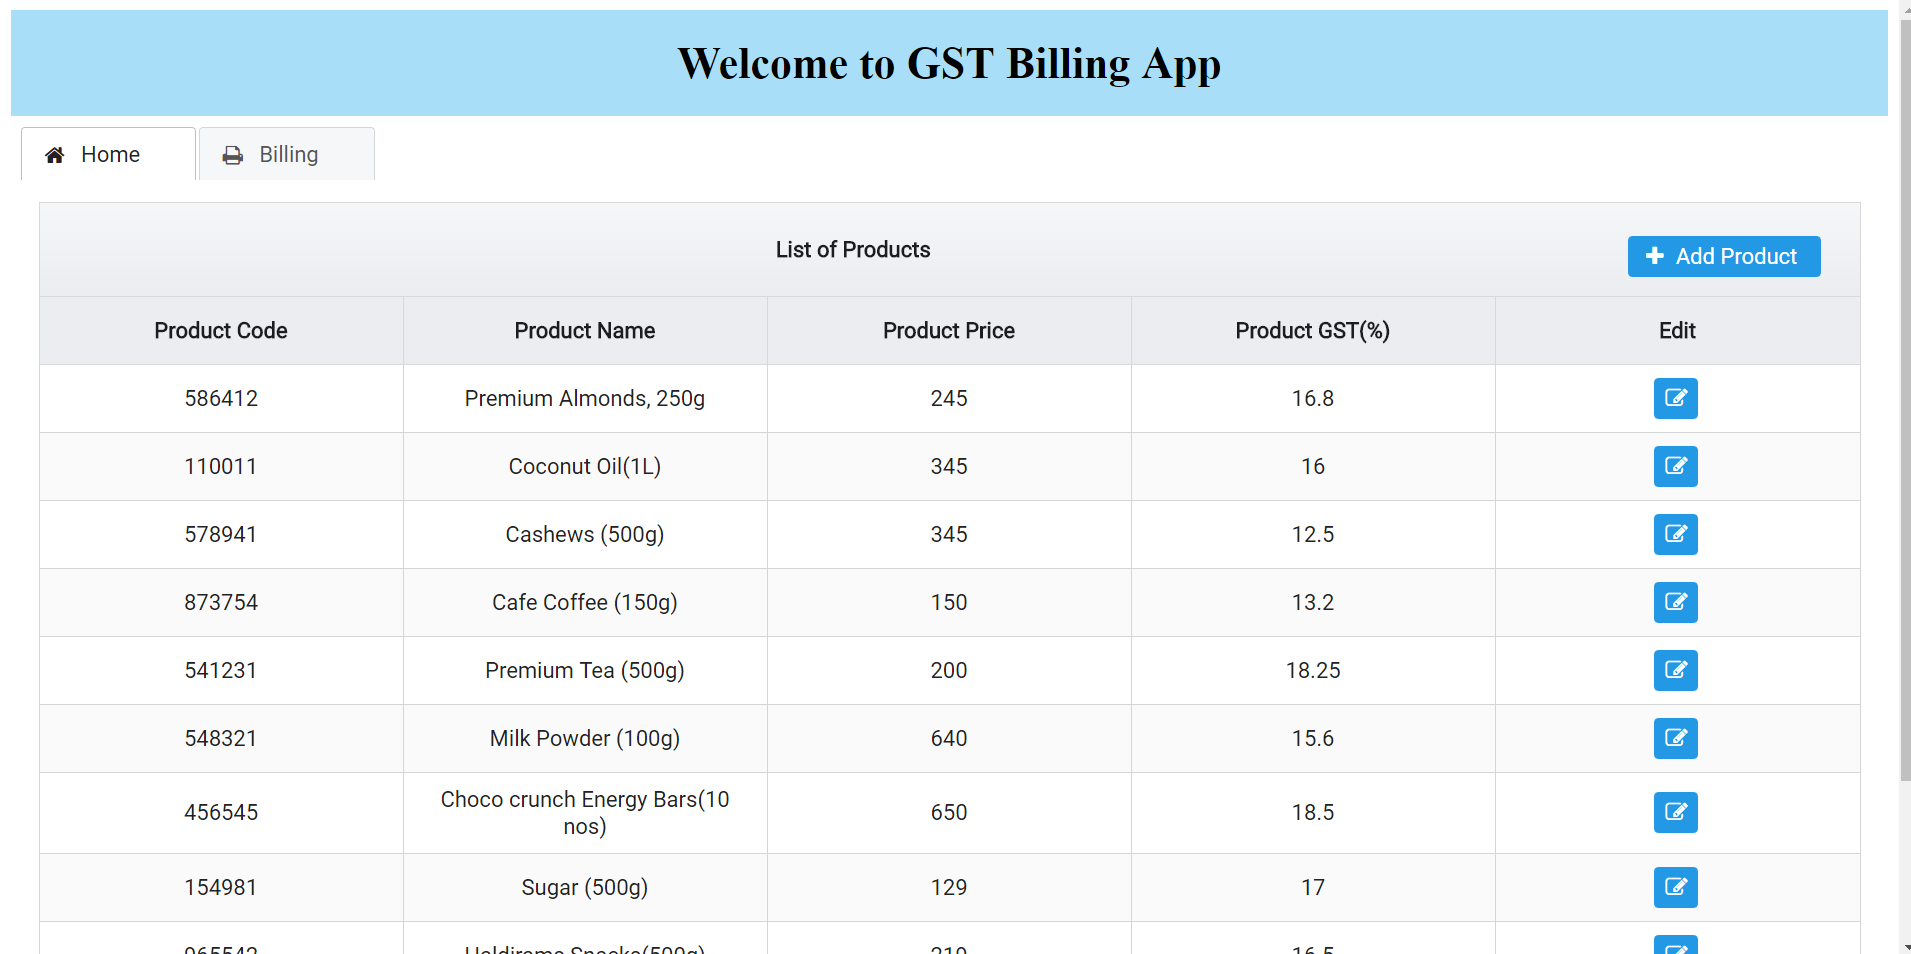 Welcome to GST Billing App
Home Billing
List of Products
Add Product
Product Code Product Name Product Price Product GST(%) Edit
586412 Premium Almonds, 250g 245 16.8
110011 Coconut Oil(1L) 345 16
578941 Cashews (500g) 345 12.5
873754 Cafe Coffee (150g) 150 13.2
541231 Premium Tea (500g) 200 18.25
548321 Milk Powder (100g) 640 15.6
456545 Choco crunch Energy Bars(10 650 18.5
nos)
154981 Sugar (500g) 129 17